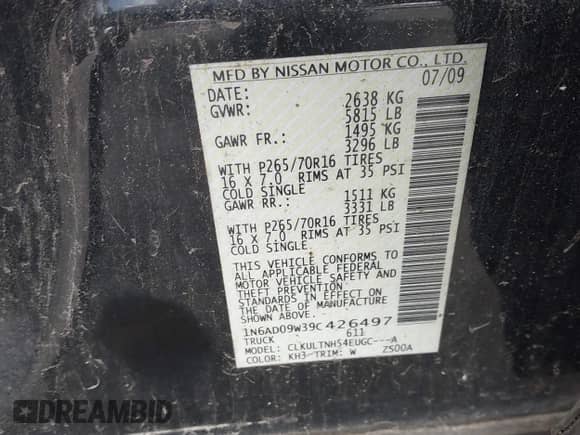 MFD BY NISSAN MOTOR CO., LTD.
DATE: 07/09
GVWR: 2638 KG
5815 LB
GAWR FR.: 1495 KG
3296 LB
WITH P265/70R16 TIRES
16 X 7.0 RIMS AT 35 PSI
COLD SINGLE
GAWR RR.: 1511 KG
3331 LB
WITH P265/70R16 TIRES
16 X 7.0 RIMS AT 35 PSI
COLD SINGLE
THIS VEHICLE CONFORMS TO
ALL APPLICABLE FEDERAL
MOTOR VEHICLE SAFETY AND
THEFT PREVENTION
STANDARDS IN EFFECT ON
THE DATE OF MANUFACTURE
SHOWN ABOVE.
1N6AD09W39C426497
TRUCK 611
MODEL: CLKULTNH54EUGC---A
COLOR: KH3 TRIM: W ZS00A
DREAMBID